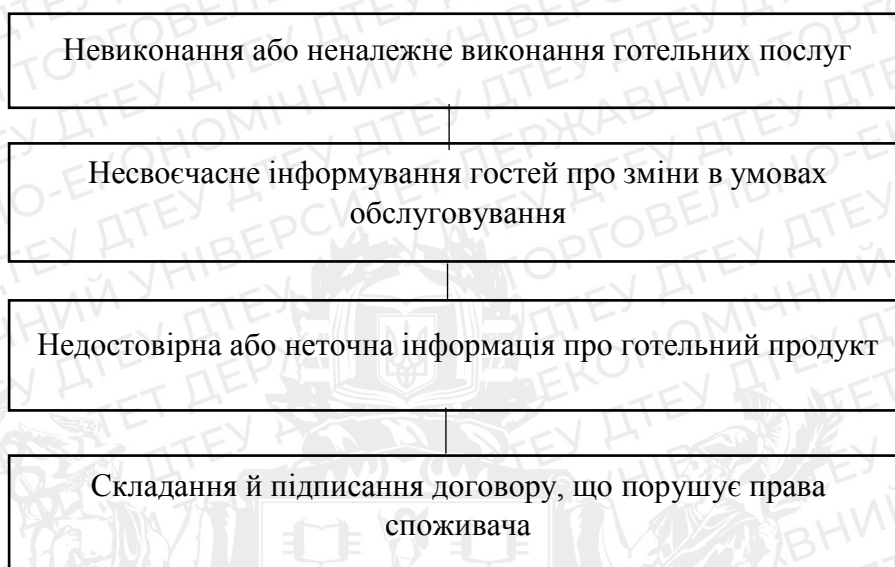 Невиконання або неналежне виконання готельних послуг
Несвоєчасне інформування гостей про зміни в умовах
обслуговування
Недостовірна або неточна інформація про готельний продукт
Складання й підписання договору, що порушує права
споживача